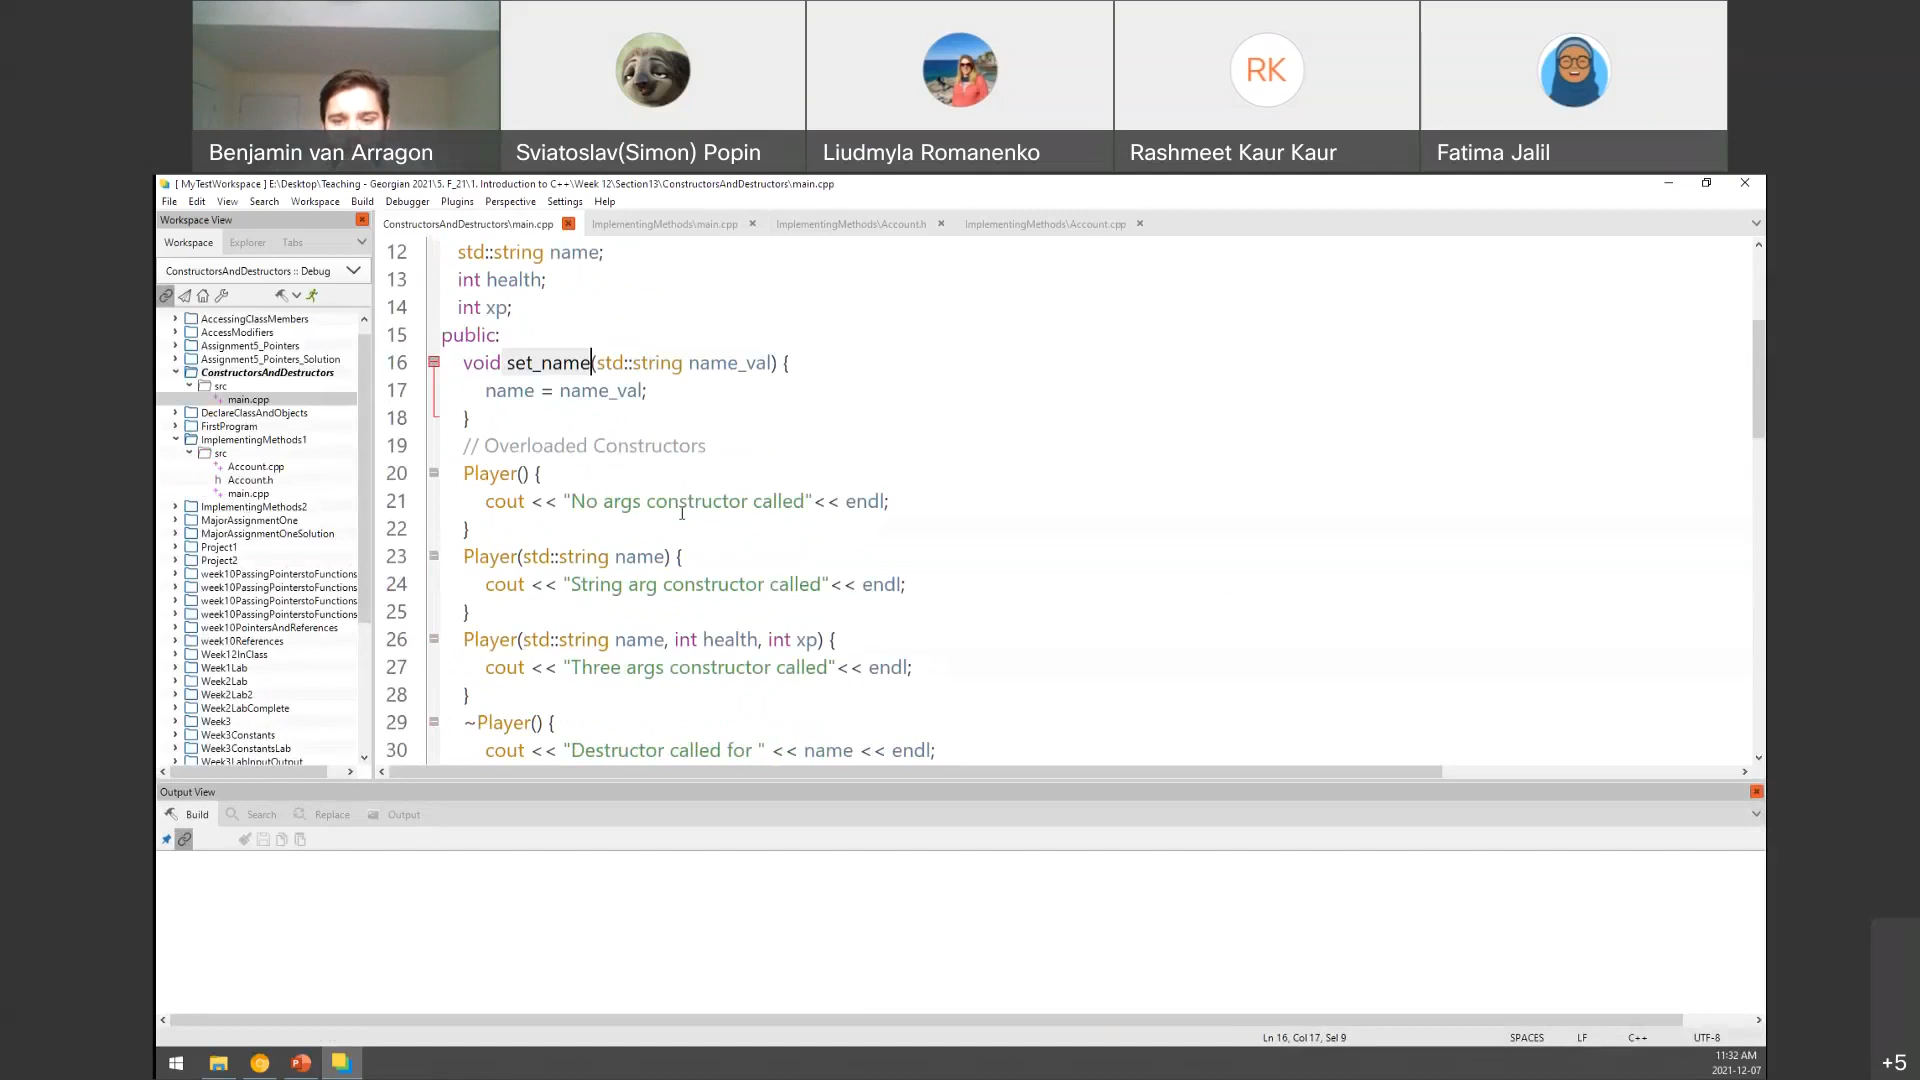 RK
Benjamin van Arragon
Sviatoslav(Simon) Popin
Liudmyla Romanenko
Rashmeet Kaur Kaur
Fatima Jalil
[ MyTestWorkspace ] E:\Desktop\Teaching - Georgian 2021\5. F_21\1. Introduction to C++\Week 12\Section13\ConstructorsAndDestructors\main.cpp
File Edit View Search Workspace Build Debugger Plugins Perspective Settings Help
Workspace View
Workspace Explorer Tabs
ConstructorsAndDestructors :: Debug
AccessingClassMembers
AccessModifiers
Assignment5_Pointers
Assignment5_Pointers_Solution
ConstructorsAndDestructors
src
main.cpp
DeclareClassAndObjects
FirstProgram
ImplementingMethods1
src
Account.cpp
Account.h
main.cpp
ImplementingMethods2
MajorAssignmentOne
MajorAssignmentOneSolution
Project1
Project2
week10PassingPointerstoFunctions
week10PassingPointerstoFunctions
week10PassingPointerstoFunctions
week10PassingPointerstoFunctions
week10PointersAndReferences
week10References
Week12InClass
Week1Lab
Week2Lab
Week2Lab2
Week2LabComplete
Week3
Week3Constants
Week3ConstantsLab
Week3LabInputOutput
ConstructorsAndDestructors\main.cpp ImplementingMethods\main.cpp ImplementingMethods\Account.h ImplementingMethods\Account.cpp
12 std::string name;
13 int health;
14 int xp;
15 public:
16 void set_name(std::string name_val) {
17 name = name_val;
18 }
19 // Overloaded Constructors
20 Player() {
21 cout << "No args constructor called"<< endl;
22 }
23 Player(std::string name) {
24 cout << "String arg constructor called"<< endl;
25 }
26 Player(std::string name, int health, int xp) {
27 cout << "Three args constructor called"<< endl;
28 }
29 ~Player() {
30 cout << "Destructor called for " << name << endl;
Output View
Build Search Replace Output
Ln 16, Col 17, Sel 9 SPACES LF C++ UTF-8
11:32 AM
2021-12-07
+5